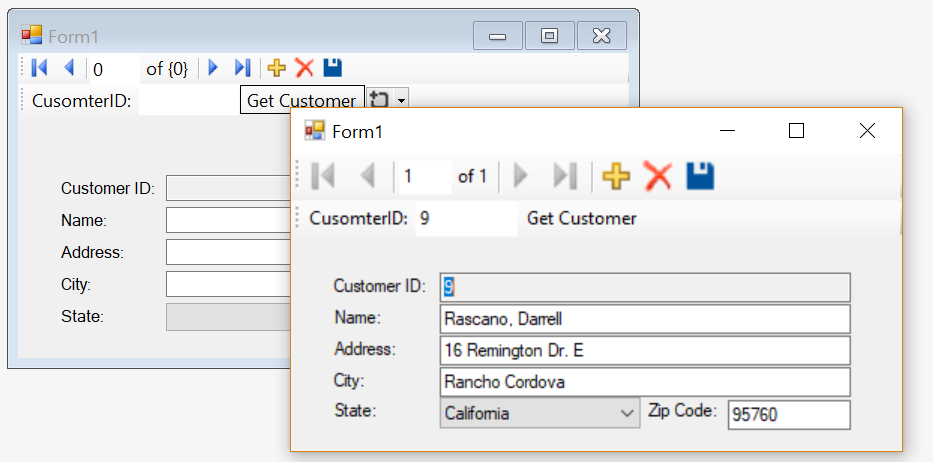 Form1
0 of {0}
CusomterID: Get Customer
Customer ID:
Name:
Address:
City:
State:
Form1
1 of 1
CusomterID: 9 Get Customer
Customer ID: 9
Name: Rascano, Darrell
Address: 16 Remington Dr. E
City: Rancho Cordova
State: California Zip Code: 95760